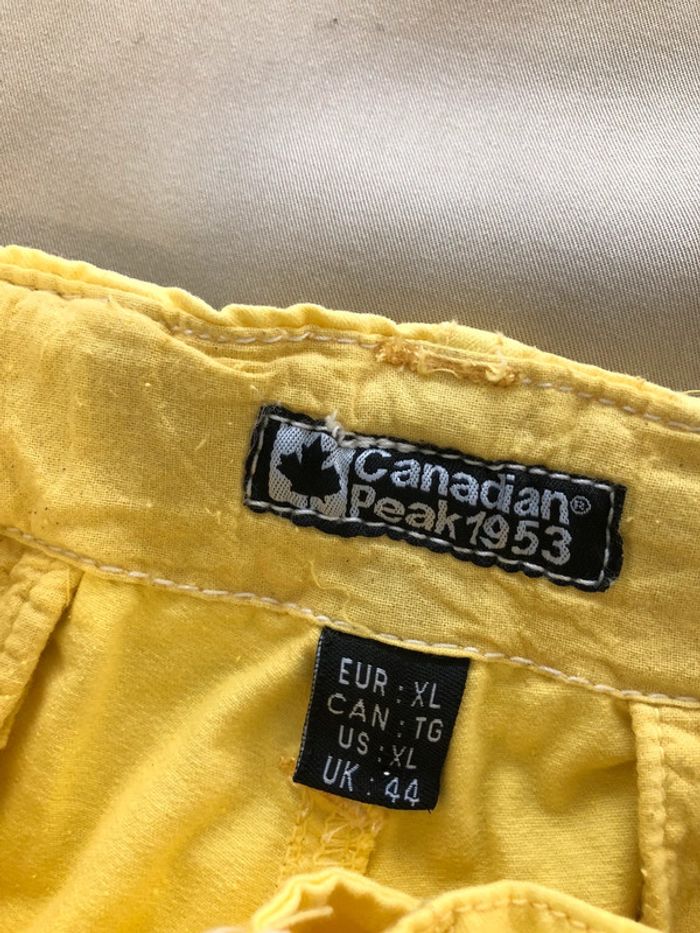 Canadian®
Peak1953
EUR : XL
CAN : TG
US : XL
UK : 44